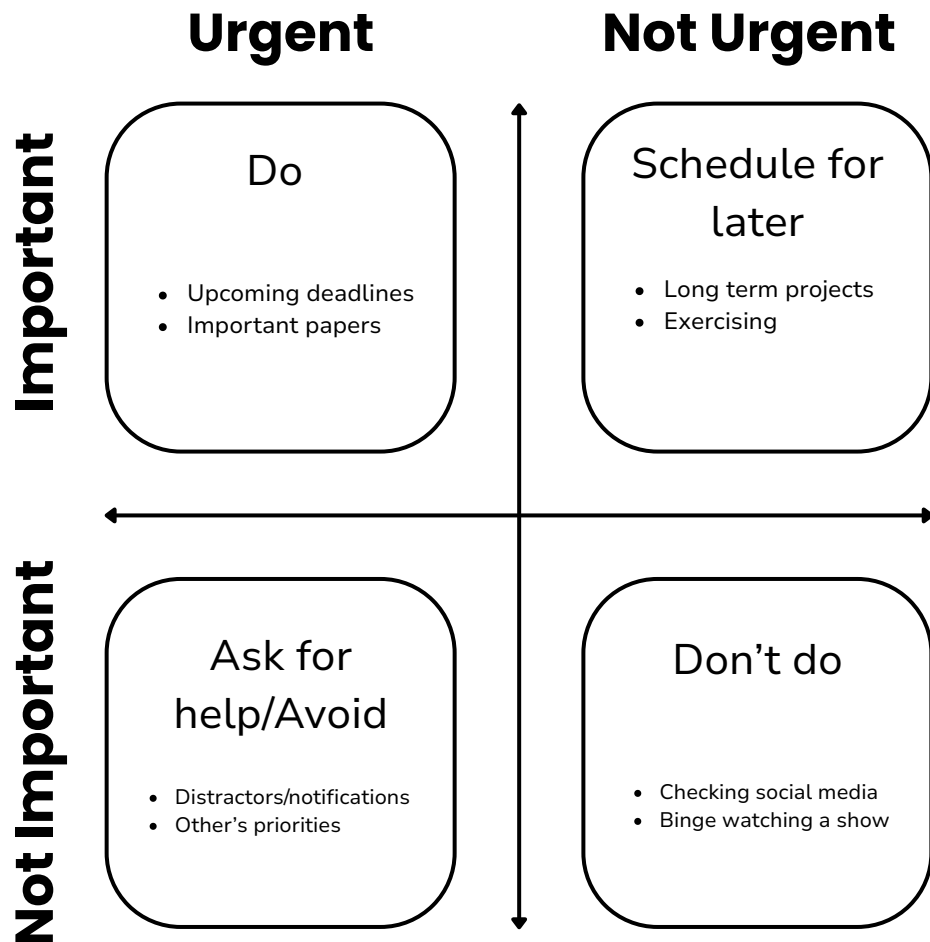 Urgent
Not Urgent
Important
Do
• Upcoming deadlines
• Important papers
Schedule for
later
• Long term projects
• Exercising
Not Important
Ask for
help/Avoid
• Distractors/notifications
• Other’s priorities
Don’t do
• Checking social media
• Binge watching a show